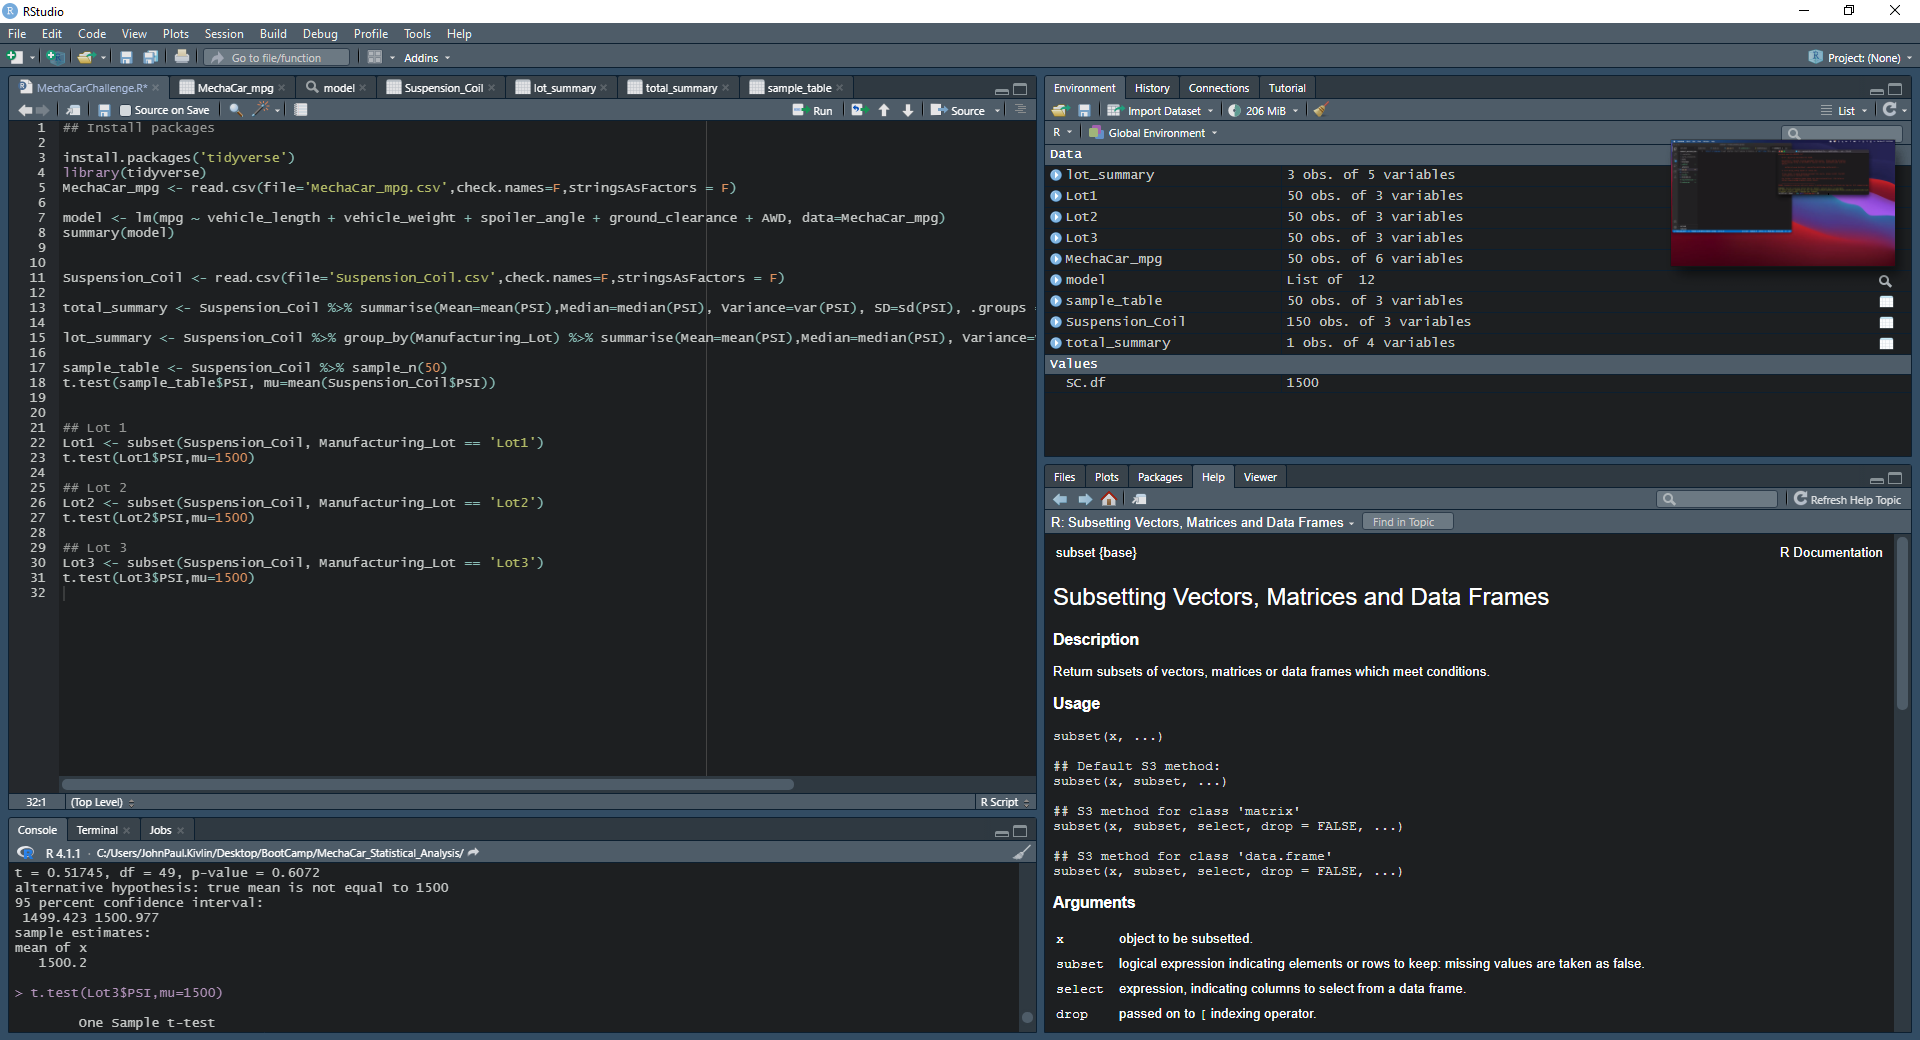 RStudio
File Edit Code View Plots Session Build Debug Profile Tools Help
Go to file/function Addins Project: (None)
MechaCarChallenge.R* MechaCar_mpg model Suspension_Coil lot_summary total_summary sample_table
Source on Save Run Source
1 ## Install packages
2
3 install.packages('tidyverse')
4 library(tidyverse)
5 MechaCar_mpg <- read.csv(file='MechaCar_mpg.csv',check.names=F,stringsAsFactors = F)
6
7 model <- lm(mpg ~ vehicle_length + vehicle_weight + spoiler_angle + ground_clearance + AWD, data=MechaCar_mpg)
8 summary(model)
9
10
11 Suspension_Coil <- read.csv(file='Suspension_Coil.csv',check.names=F,stringsAsFactors = F)
12
13 total_summary <- Suspension_Coil %>% summarise(Mean=mean(PSI),Median=median(PSI), Variance=var(PSI), SD=sd(PSI), .groups
14
15 lot_summary <- Suspension_Coil %>% group_by(Manufacturing_Lot) %>% summarise(Mean=mean(PSI),Median=median(PSI), Variance=
16
17 sample_table <- Suspension_Coil %>% sample_n(50)
18 t.test(sample_table$PSI, mu=mean(Suspension_Coil$PSI))
19
20
21 ## Lot 1
22 Lot1 <- subset(Suspension_Coil, Manufacturing_Lot == 'Lot1')
23 t.test(Lot1$PSI,mu=1500)
24
25 ## Lot 2
26 Lot2 <- subset(Suspension_Coil, Manufacturing_Lot == 'Lot2')
27 t.test(Lot2$PSI,mu=1500)
28
29 ## Lot 3
30 Lot3 <- subset(Suspension_Coil, Manufacturing_Lot == 'Lot3')
31 t.test(Lot3$PSI,mu=1500)
32
32:1 (Top Level) R Script
Console Terminal Jobs
R 4.1.1 · C:/Users/JohnPaul.Kivlin/Desktop/BootCamp/MechaCar_Statistical_Analysis/
t = 0.51745, df = 49, p-value = 0.6072
alternative hypothesis: true mean is not equal to 1500
95 percent confidence interval:
1499.423 1500.977
sample estimates:
mean of x
1500.2
> t.test(Lot3$PSI,mu=1500)
One Sample t-test
Environment History Connections Tutorial
Import Dataset 206 MiB List
R Global Environment
Data
lot_summary 3 obs. of 5 variables
Lot1 50 obs. of 3 variables
Lot2 50 obs. of 3 variables
Lot3 50 obs. of 3 variables
MechaCar_mpg 50 obs. of 6 variables
model List of 12
sample_table 50 obs. of 3 variables
Suspension_Coil 150 obs. of 3 variables
total_summary 1 obs. of 4 variables
Values
SC.df 1500
Files Plots Packages Help Viewer
Refresh Help Topic
R: Subsetting Vectors, Matrices and Data Frames Find in Topic
subset {base} R Documentation
Subsetting Vectors, Matrices and Data Frames
Description
Return subsets of vectors, matrices or data frames which meet conditions.
Usage
subset(x, ...)
## Default S3 method:
subset(x, subset, ...)
## S3 method for class 'matrix'
subset(x, subset, select, drop = FALSE, ...)
## S3 method for class 'data.frame'
subset(x, subset, select, drop = FALSE, ...)
Arguments
x object to be subsetted.
subset logical expression indicating elements or rows to keep: missing values are taken as false.
select expression, indicating columns to select from a data frame.
drop passed on to [ indexing operator.